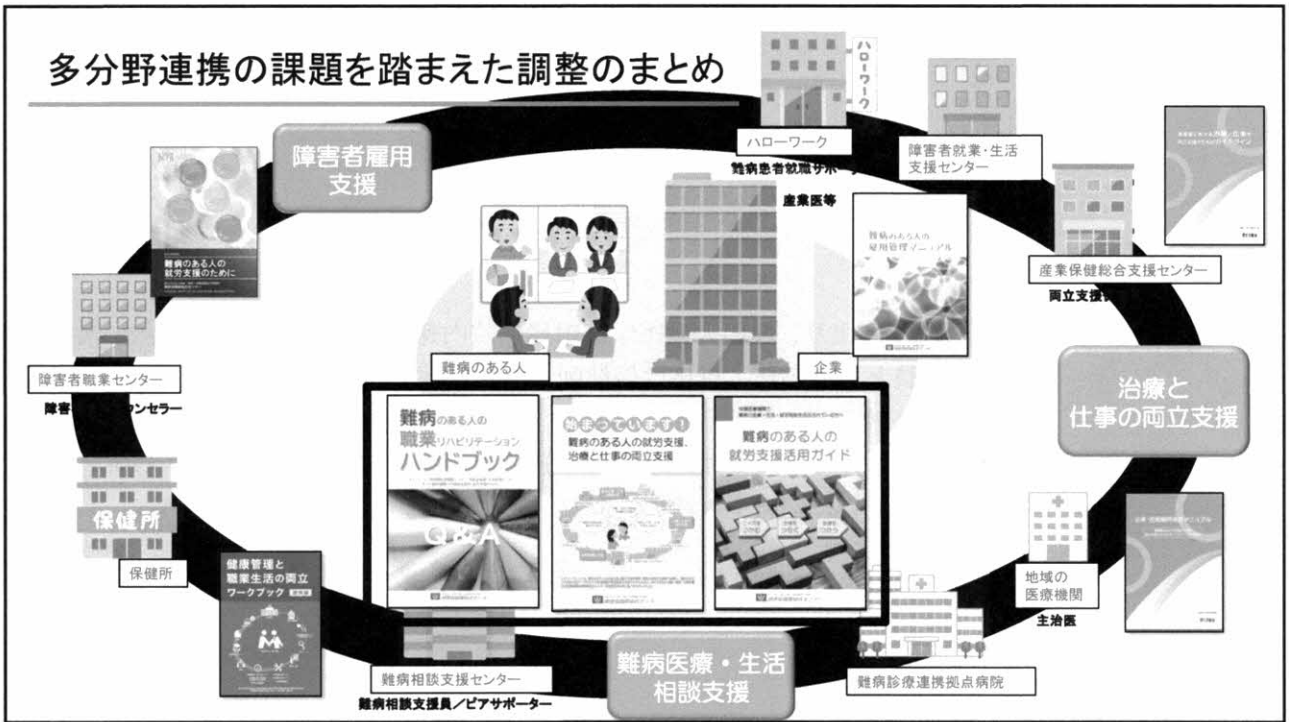 多分野連携の課題を踏まえた調整のまとめ
障害者雇用
支援
ハローワーク
ハローワーク
難病患者就職サポー
障害者就業・生活
支援センター
産業医等
難病のある人の
雇用管理マニュアル
産業保健総合支援センター
両立支援
難病のある人の
就労支援のために
障害者職業センター
障害
ウンセラー
難病のある人
企業
治療と
仕事の両立支援
難病のある人の
職業リハビリテーション
ハンドブック
Q&A
始まっています!
難病のある人の就労支援、
治療と仕事の両立支援
難病のある人の
就労支援活用ガイド
保健所
保健所
健康管理と
職業生活の両立
ワークブック
地域の
医療機関
主治医
難病相談支援センター
難病相談支援員/ピアサポーター
難病医療・生活
相談支援
難病診療連携拠点病院